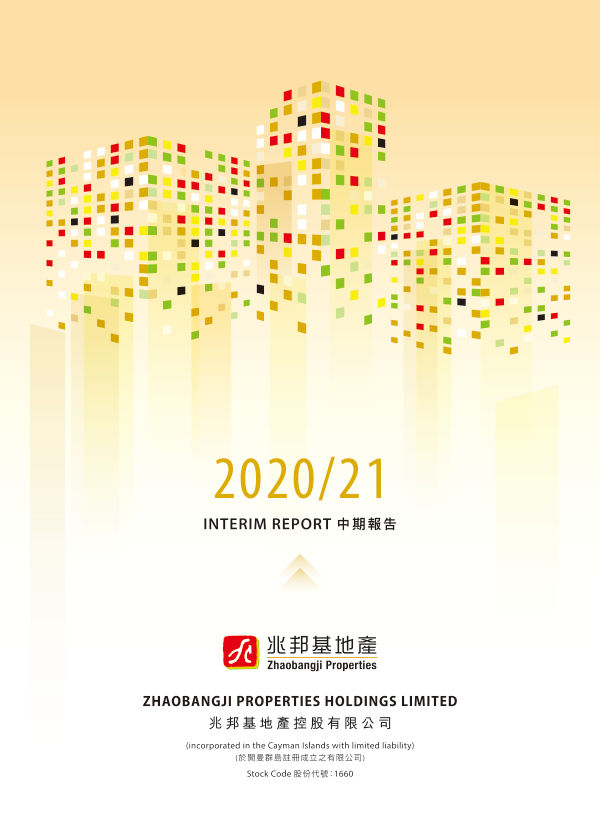 2020/21
INTERIM REPORT 中期報告
兆邦基地產
Zhaobangji Properties
ZHAOBANGJI PROPERTIES HOLDINGS LIMITED
兆邦基地產控股有限公司
(incorporated in the Cayman Islands with limited liability)
(於開曼群島註冊成立之有限公司)
Stock Code 股份代號：1660